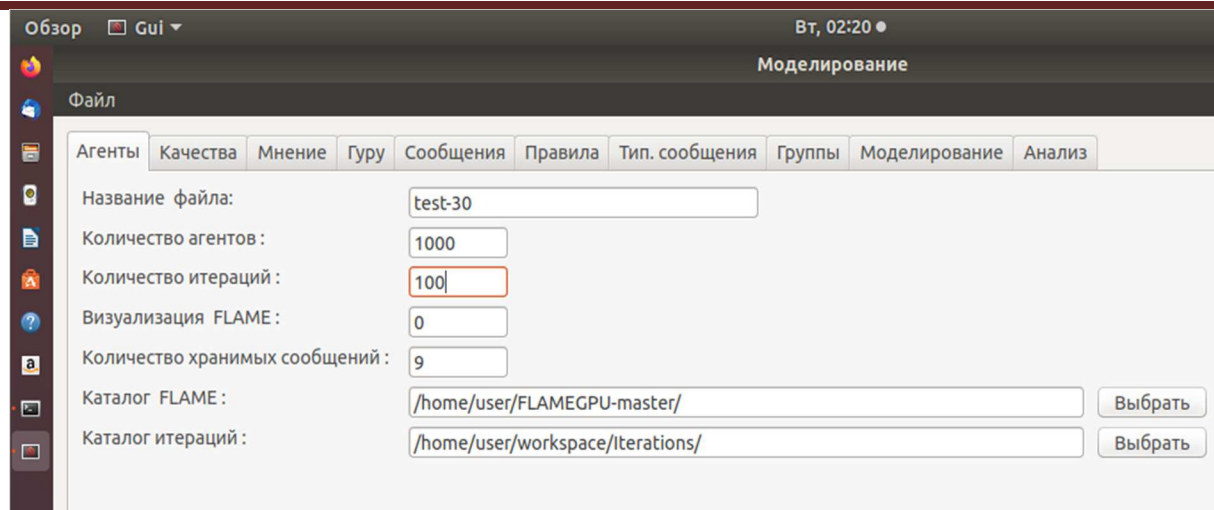 Обзор Gui Вт, 02:20
Моделирование
Файл
Агенты Качества Мнение Гуру Сообщения Правила Тип. сообщения Группы Моделирование Анализ
Название файла: test-30
Количество агентов : 1000
Количество итераций : 100
Визуализация FLAME : 0
Количество хранимых сообщений : 9
Каталог FLAME : /home/user/FLAMEGPU-master/ Выбрать
Каталог итераций : /home/user/workspace/Iterations/ Выбрать